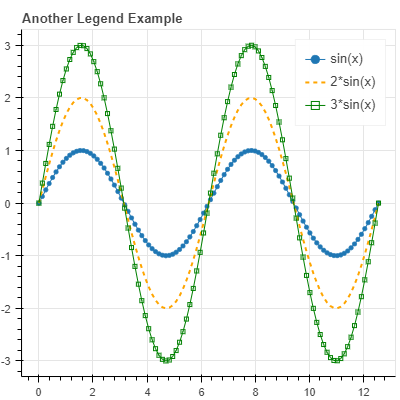 Another Legend Example
sin(x)
2*sin(x)
3*sin(x)
3
2
1
0
-1
-2
-3
0 2 4 6 8 10 12